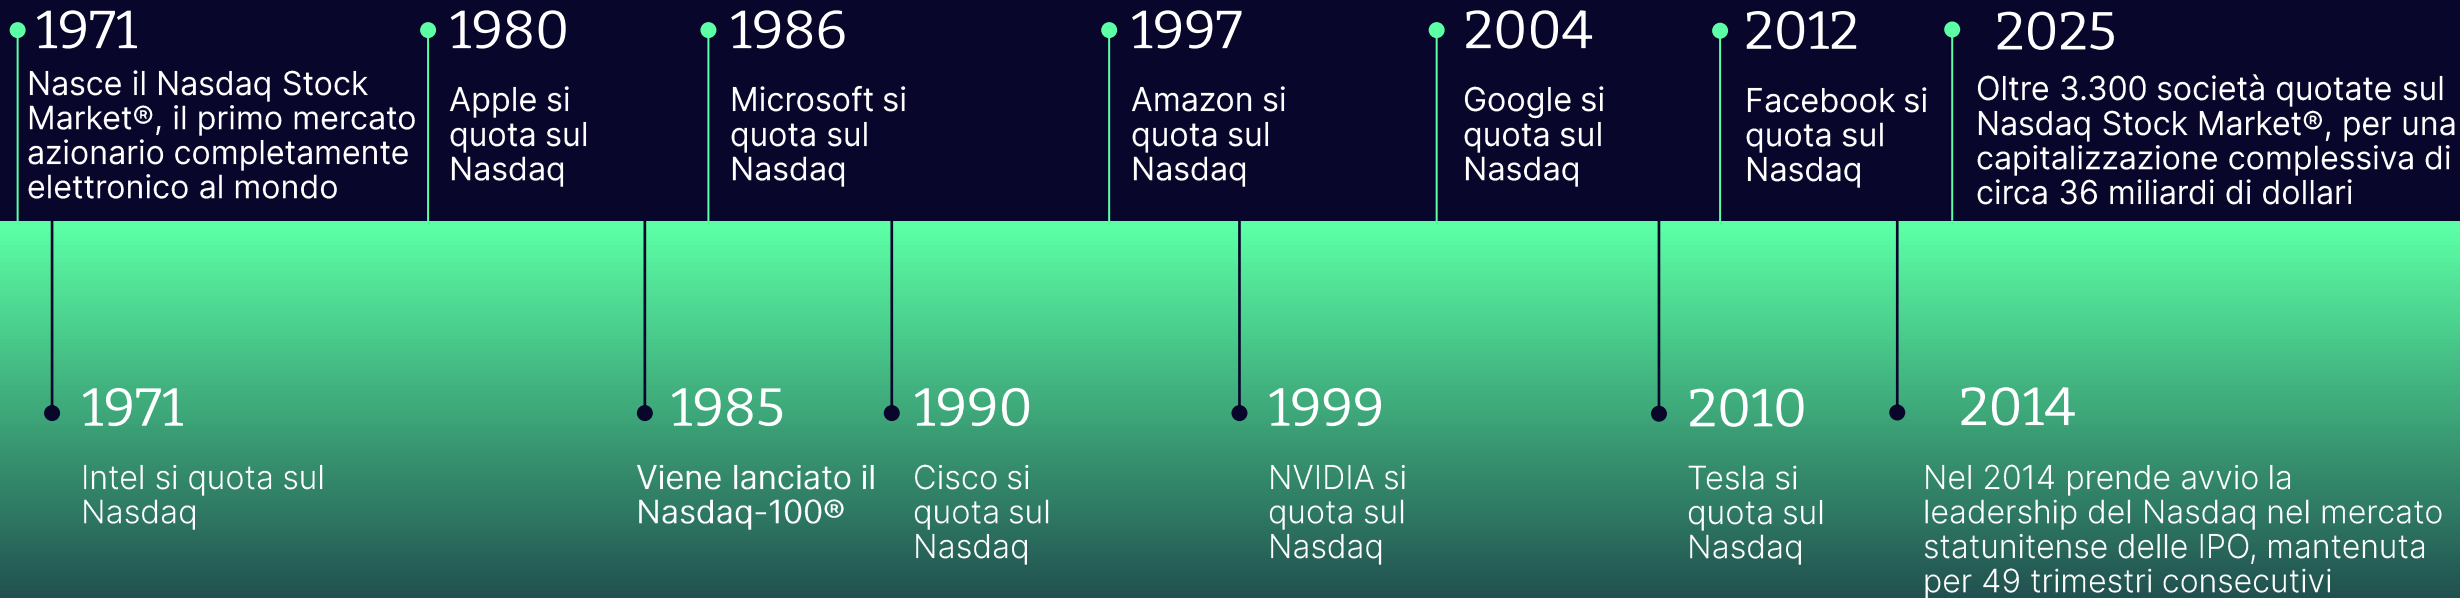 1971
Nasce il Nasdaq Stock
Market®, il primo mercato
azionario completamente
elettronico al mondo
1980
Apple si
quota sul
Nasdaq
1986
Microsoft si
quota sul
Nasdaq
1997
Amazon si
quota sul
Nasdaq
2004
Google si
quota sul
Nasdaq
2012
Facebook si
quota sul
Nasdaq
2025
Oltre 3.300 società quotate sul
Nasdaq Stock Market®, per una
capitalizzazione complessiva di
circa 36 miliardi di dollari
1971
Intel si quota sul
Nasdaq
1985
Viene lanciato il
Nasdaq-100®
1990
Cisco si
quota sul
Nasdaq
1999
NVIDIA si
quota sul
Nasdaq
2010
Tesla si
quota sul
Nasdaq
2014
Nel 2014 prende avvio la
leadership del Nasdaq nel mercato
statunitense delle IPO, mantenuta
per 49 trimestri consecutivi